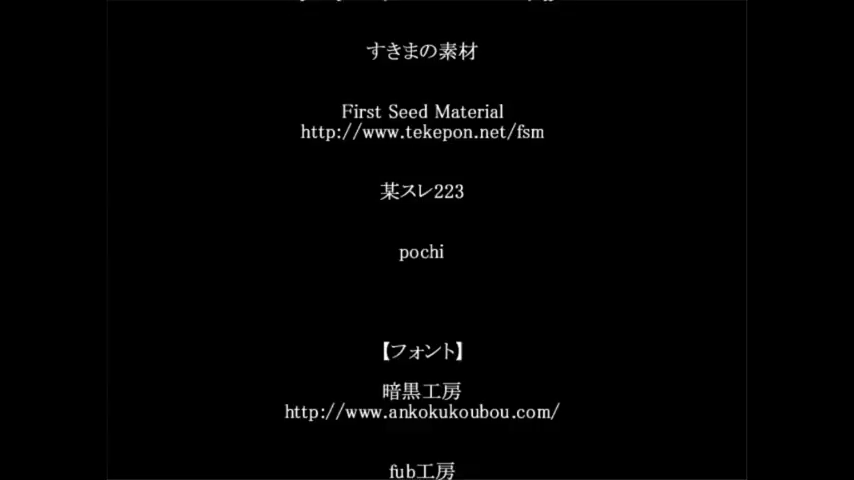 すきまの素材
First Seed Material
http://www.tekepon.net/fsm
某スレ223
pochi
【フォント】
暗黒工房
http://www.ankokukoubou.com/
fub工房